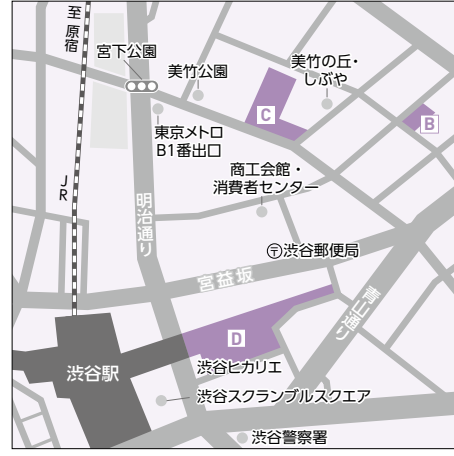 至 原宿
宮下公園
美竹公園
美竹の丘・
しぶや
C
B
東京メトロ
B1番出口
商工会館・
消費者センター
JR
明治通り
〒渋谷郵便局
宮益坂
青山通り
D
渋谷ヒカリエ
渋谷駅
渋谷スクランブルスクエア
渋谷警察署